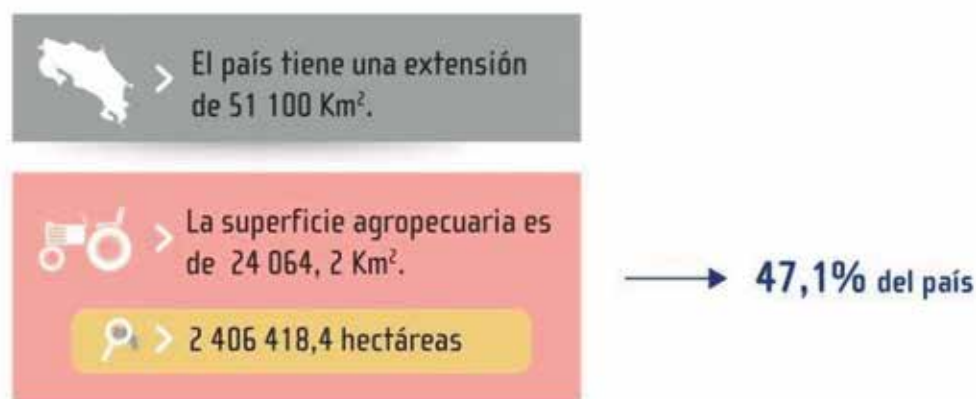 El país tiene una extensión
de 51 100 Km².
La superficie agropecuaria es
de 24 064, 2 Km².
47,1% del país
2 406 418,4 hectáreas